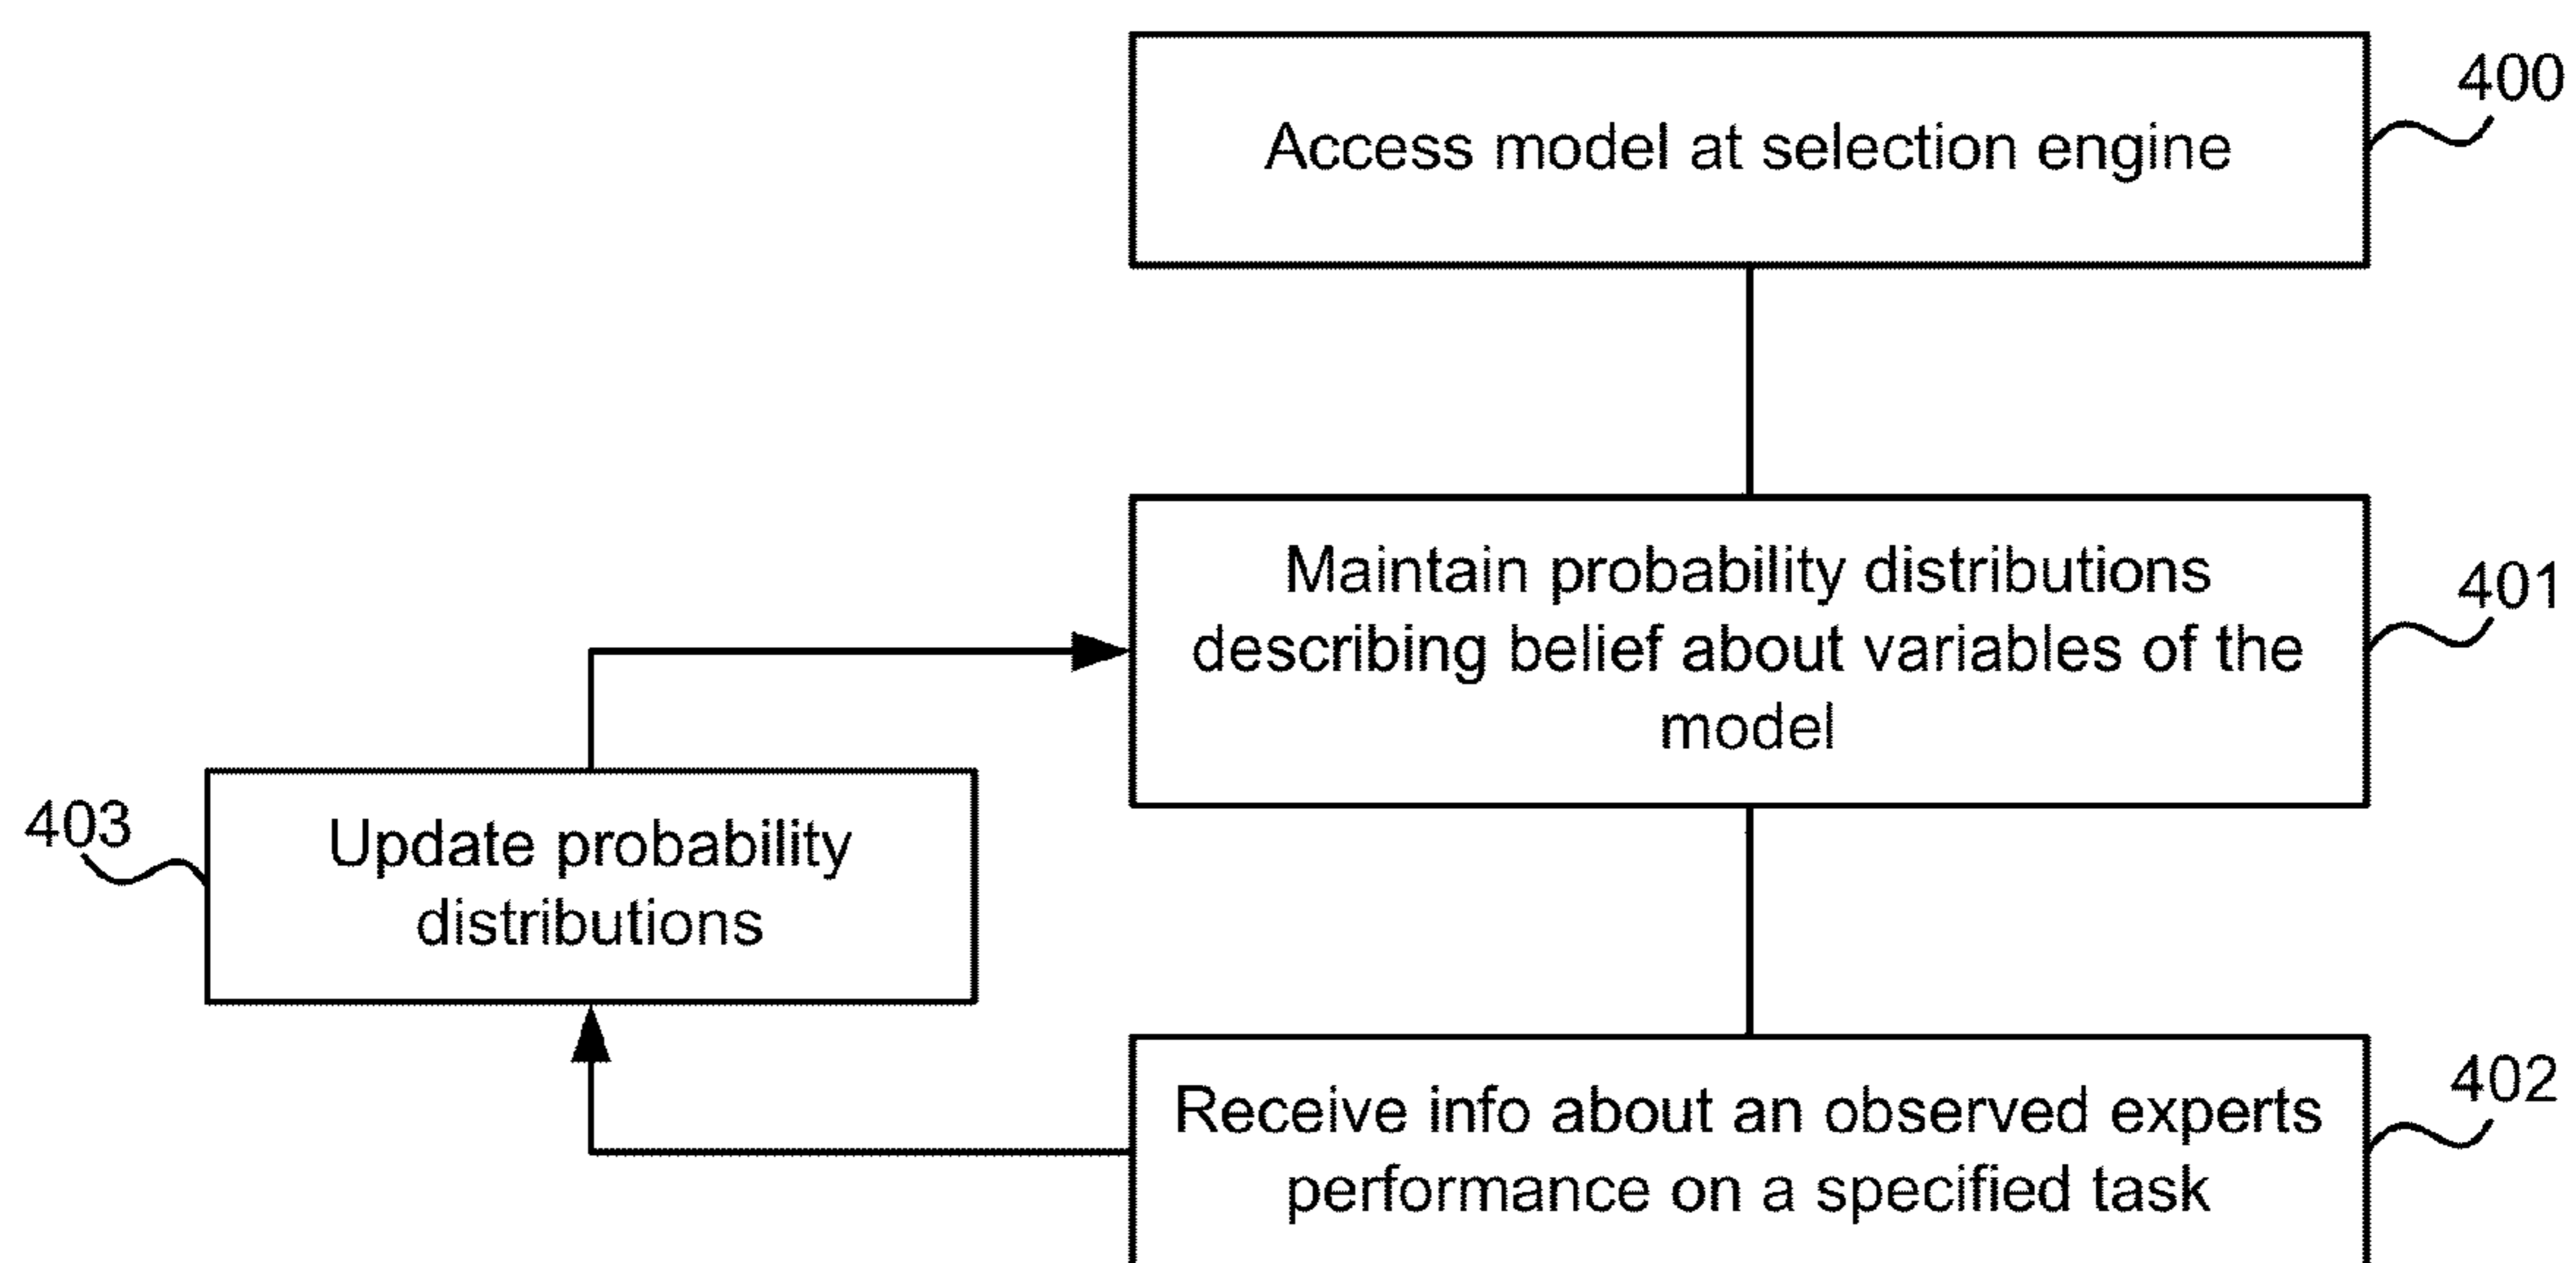 Access model at selection engine
400
Maintain probability distributions
describing belief about variables of the
model
401
403
Update probability
distributions
Receive info about an observed experts
performance on a specified task
402